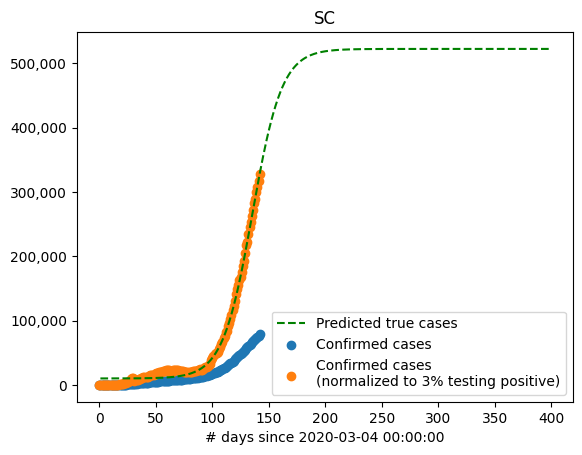 SC
500,000
400,000
300,000
200,000
100,000
0
Predicted true cases
Confirmed cases
Confirmed cases
(normalized to 3% testing positive)
0 50 100 150 200 250 300 350 400
# days since 2020-03-04 00:00:00